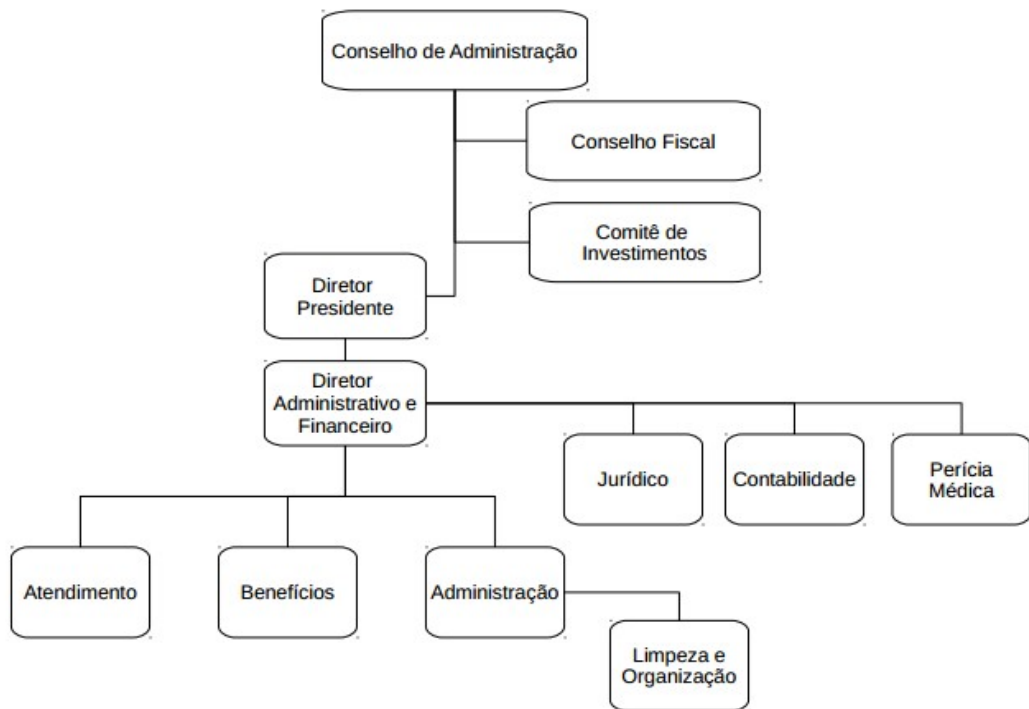 Conselho de Administração
Conselho Fiscal
Comitê de
Investimentos
Diretor
Presidente
Diretor
Administrativo e
Financeiro
Jurídico
Contabilidade
Perícia
Médica
Atendimento
Benefícios
Administração
Limpeza e
Organização